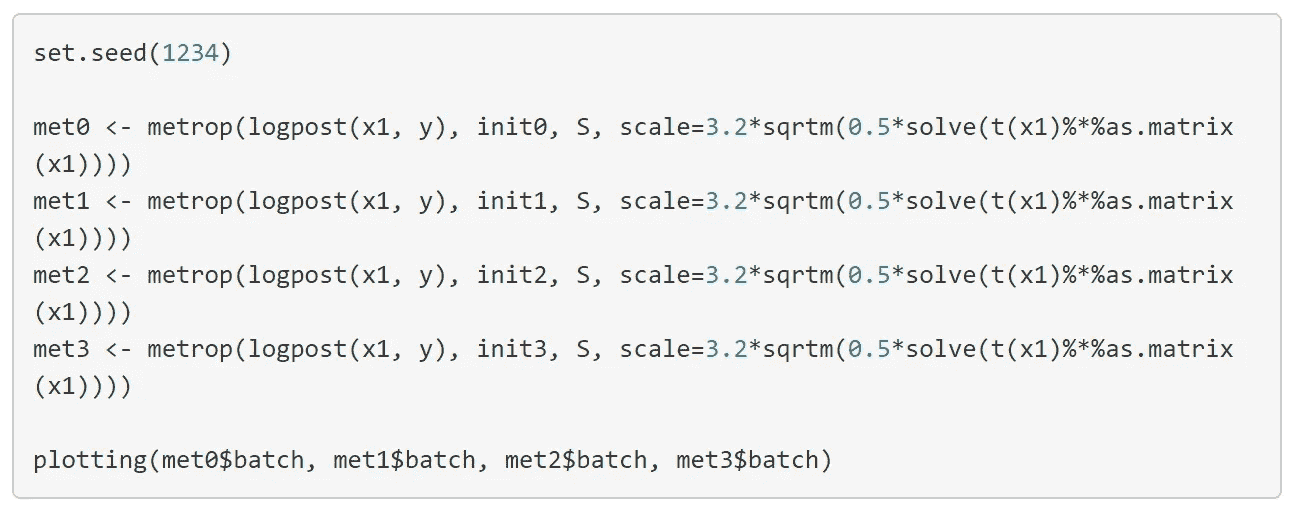 set.seed(1234)
met0 <- metrop(logpost(x1, y), init0, S, scale=3.2*sqrtm(0.5*solve(t(x1)%*%as.matrix
(x1))))
met1 <- metrop(logpost(x1, y), init1, S, scale=3.2*sqrtm(0.5*solve(t(x1)%*%as.matrix
(x1))))
met2 <- metrop(logpost(x1, y), init2, S, scale=3.2*sqrtm(0.5*solve(t(x1)%*%as.matrix
(x1))))
met3 <- metrop(logpost(x1, y), init3, S, scale=3.2*sqrtm(0.5*solve(t(x1)%*%as.matrix
(x1))))
plotting(met0$batch, met1$batch, met2$batch, met3$batch)